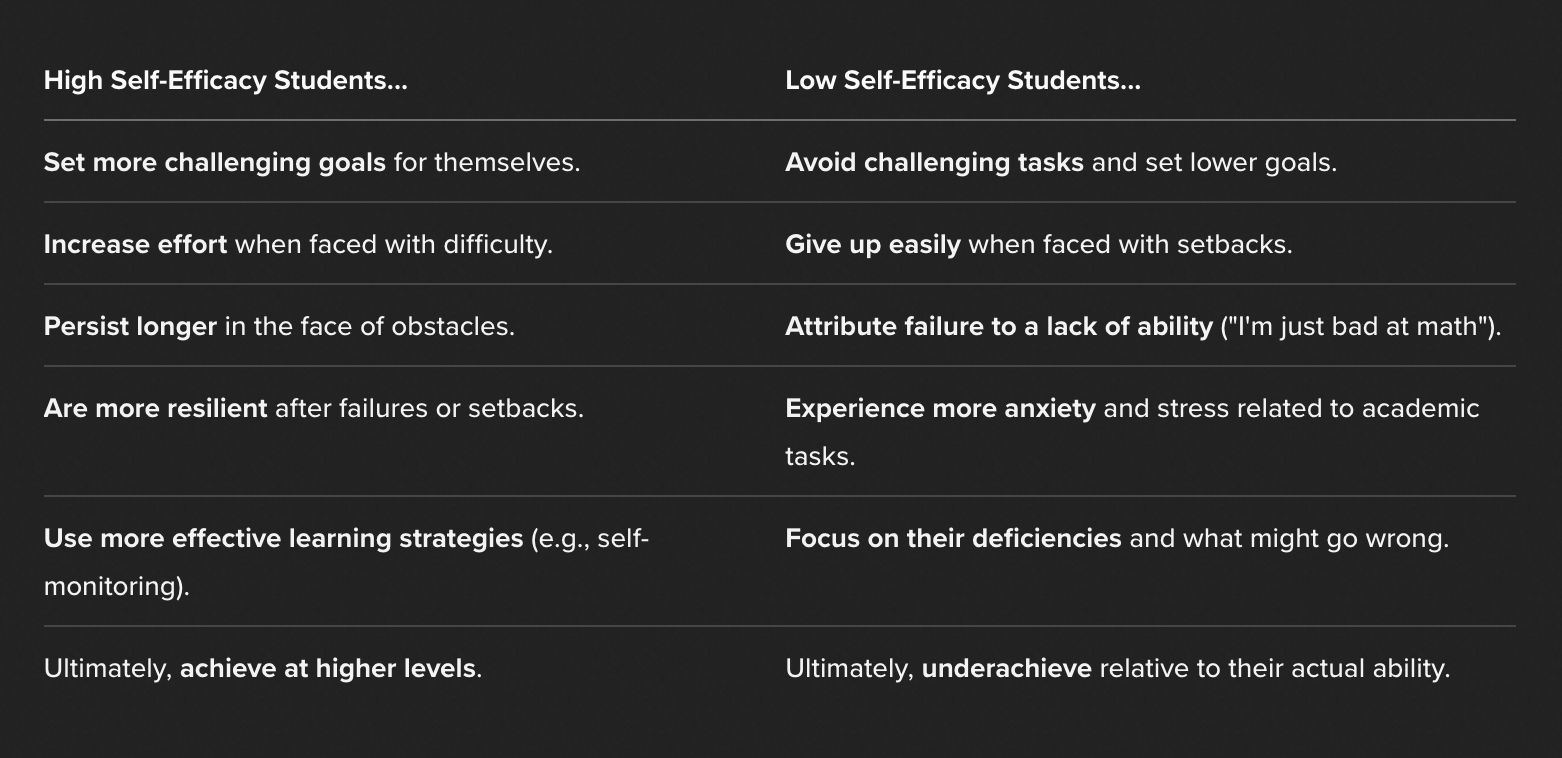 High Self-Efficacy Students...
Low Self-Efficacy Students...
Set more challenging goals for themselves.
Avoid challenging tasks and set lower goals.
Increase effort when faced with difficulty.
Give up easily when faced with setbacks.
Persist longer in the face of obstacles.
Attribute failure to a lack of ability ("I'm just bad at math").
Are more resilient after failures or setbacks.
Experience more anxiety and stress related to academic
tasks.
Use more effective learning strategies (e.g., self-
monitoring).
Focus on their deficiencies and what might go wrong.
Ultimately, achieve at higher levels.
Ultimately, underachieve relative to their actual ability.